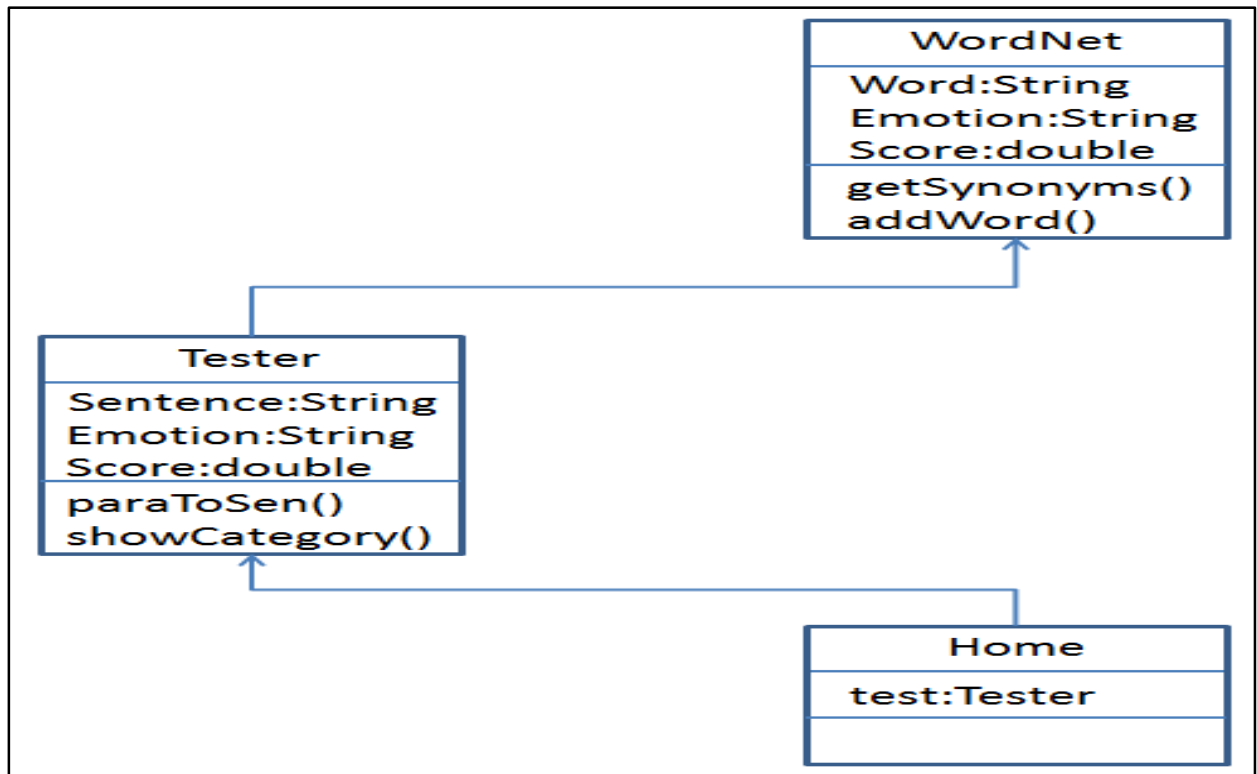 WordNet
Word:String
Emotion:String
Score:double
getSynonyms()
addWord()
Tester
Sentence:String
Emotion:String
Score:double
paraToSen()
showCategory()
Home
test:Tester